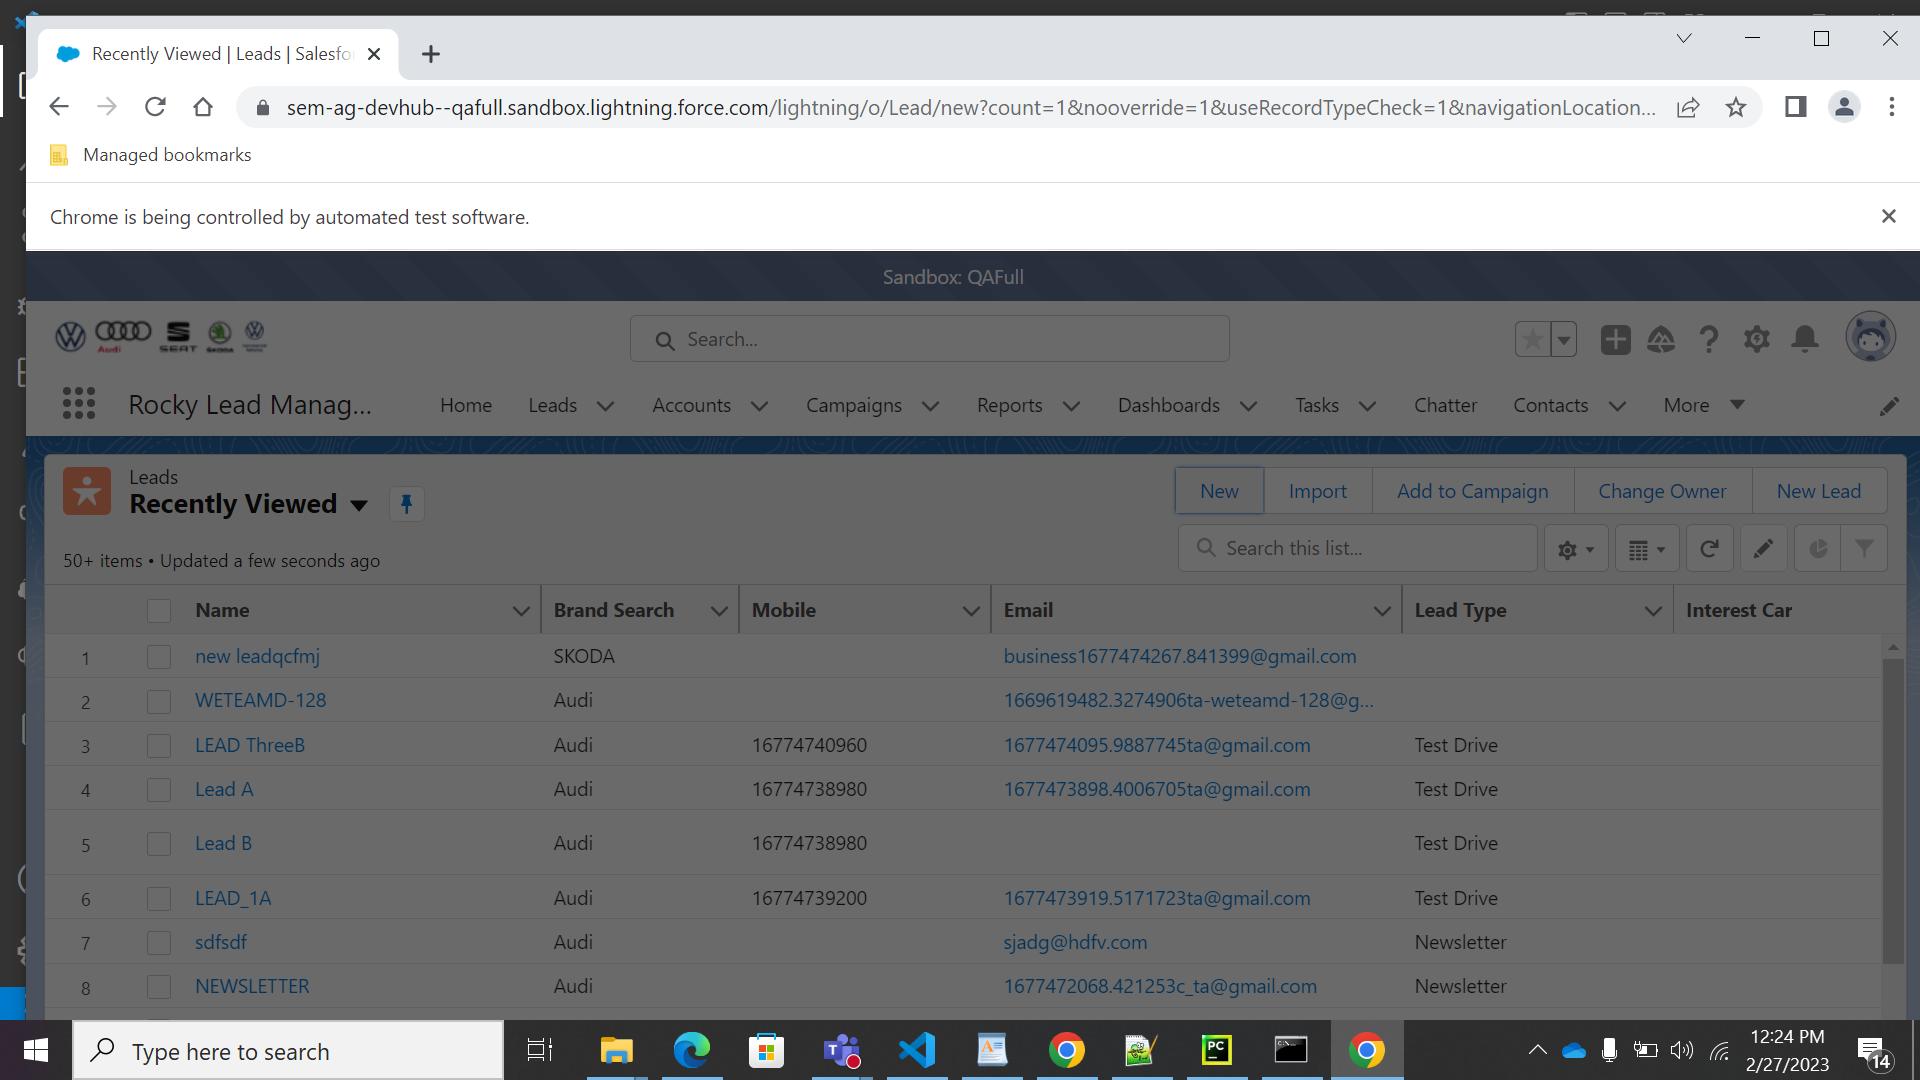 Recently Viewed | Leads | Salesfo
sem-ag-devhub--qafull.sandbox.lightning.force.com/lightning/o/Lead/new?count=1&nooverride=1&useRecordTypeCheck=1&navigationLocation...
Managed bookmarks
Chrome is being controlled by automated test software.
Sandbox: QAFull
Audi SEAT SKODA
Search...
Rocky Lead Manag... Home Leads Accounts Campaigns Reports Dashboards Tasks Chatter Contacts More
Leads
Recently Viewed
New Import Add to Campaign Change Owner New Lead
50+ items • Updated a few seconds ago
Search this list...
Name Brand Search Mobile Email Lead Type Interest Car
1 new leadqcfmj SKODA business1677474267.841399@gmail.com
2 WETEAMD-128 Audi 1669619482.3274906ta-weteamd-128@g...
3 LEAD ThreeB Audi 16774740960 1677474095.9887745ta@gmail.com Test Drive
4 Lead A Audi 16774738980 1677473898.4006705ta@gmail.com Test Drive
5 Lead B Audi 16774738980 Test Drive
6 LEAD_1A Audi 16774739200 1677473919.5171723ta@gmail.com Test Drive
7 sdfsdf Audi sjadg@hdfv.com Newsletter
8 NEWSLETTER Audi 1677472068.421253c_ta@gmail.com Newsletter
Type here to search
PC
12:24 PM
2/27/2023
14